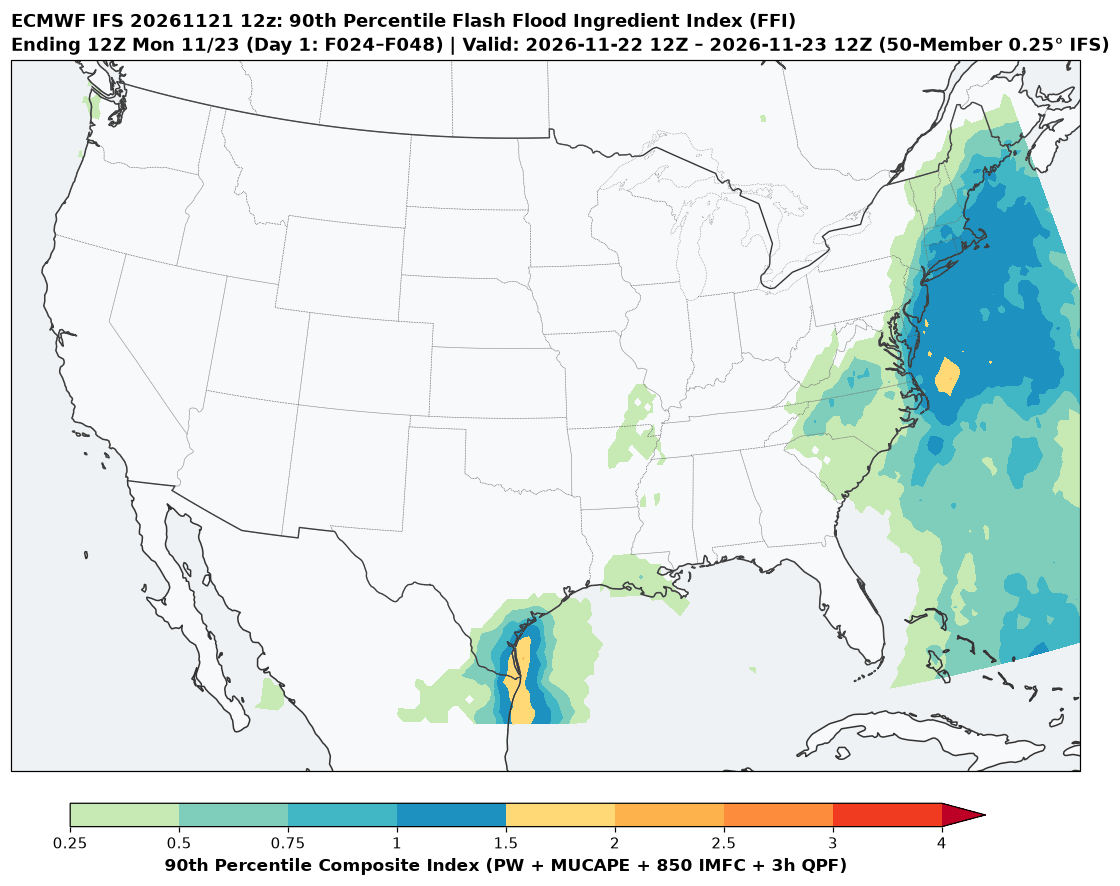 ECMWF IFS 20261121 12z: 90th Percentile Flash Flood Ingredient Index (FFI)
Ending 12Z Mon 11/23 (Day 1: F024–F048) | Valid: 2026-11-22 12Z – 2026-11-23 12Z (50-Member 0.25° IFS)
0.25 0.5 0.75 1 1.5 2 2.5 3 4
90th Percentile Composite Index (PW + MUCAPE + 850 IMFC + 3h QPF)